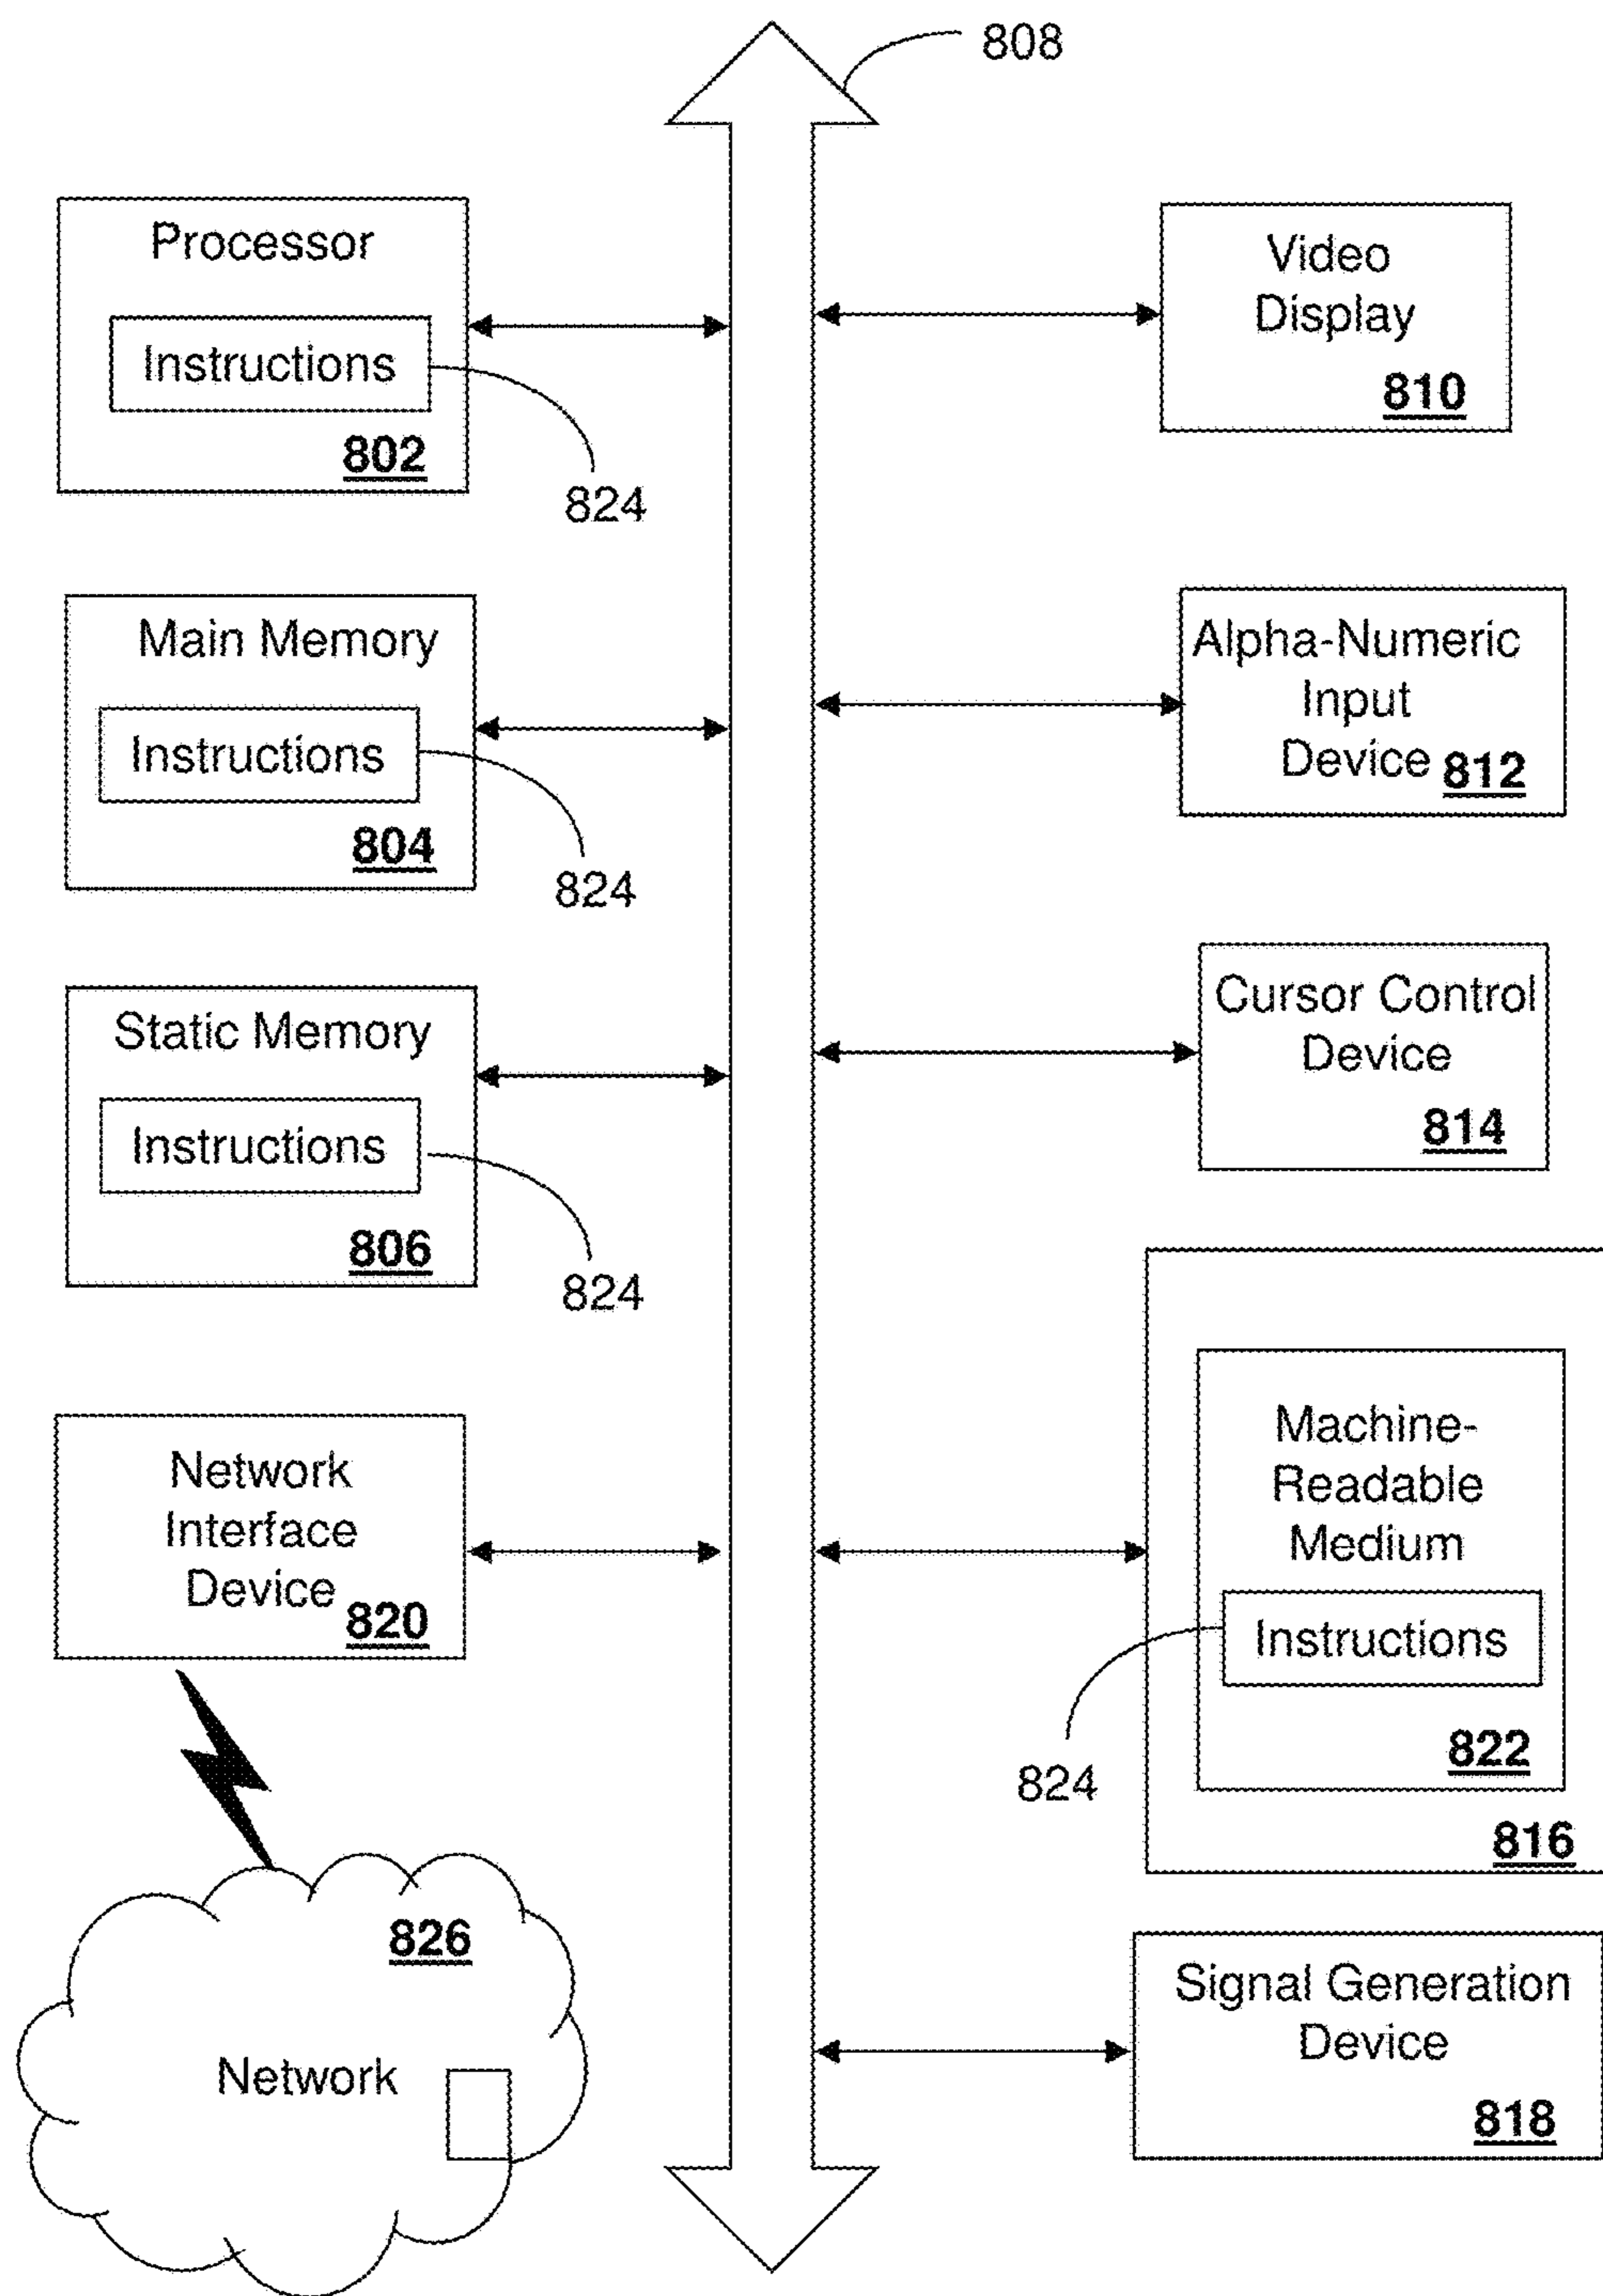 808
Processor
Instructions
802
824
Main Memory
Instructions
804
824
Static Memory
Instructions
806
824
Network
Interface
Device
820
826
Network
Video
Display
810
Alpha-Numeric
Input
Device
812
Cursor Control
Device
814
Machine-
Readable
Medium
Instructions
822
824
816
Signal Generation
Device
818